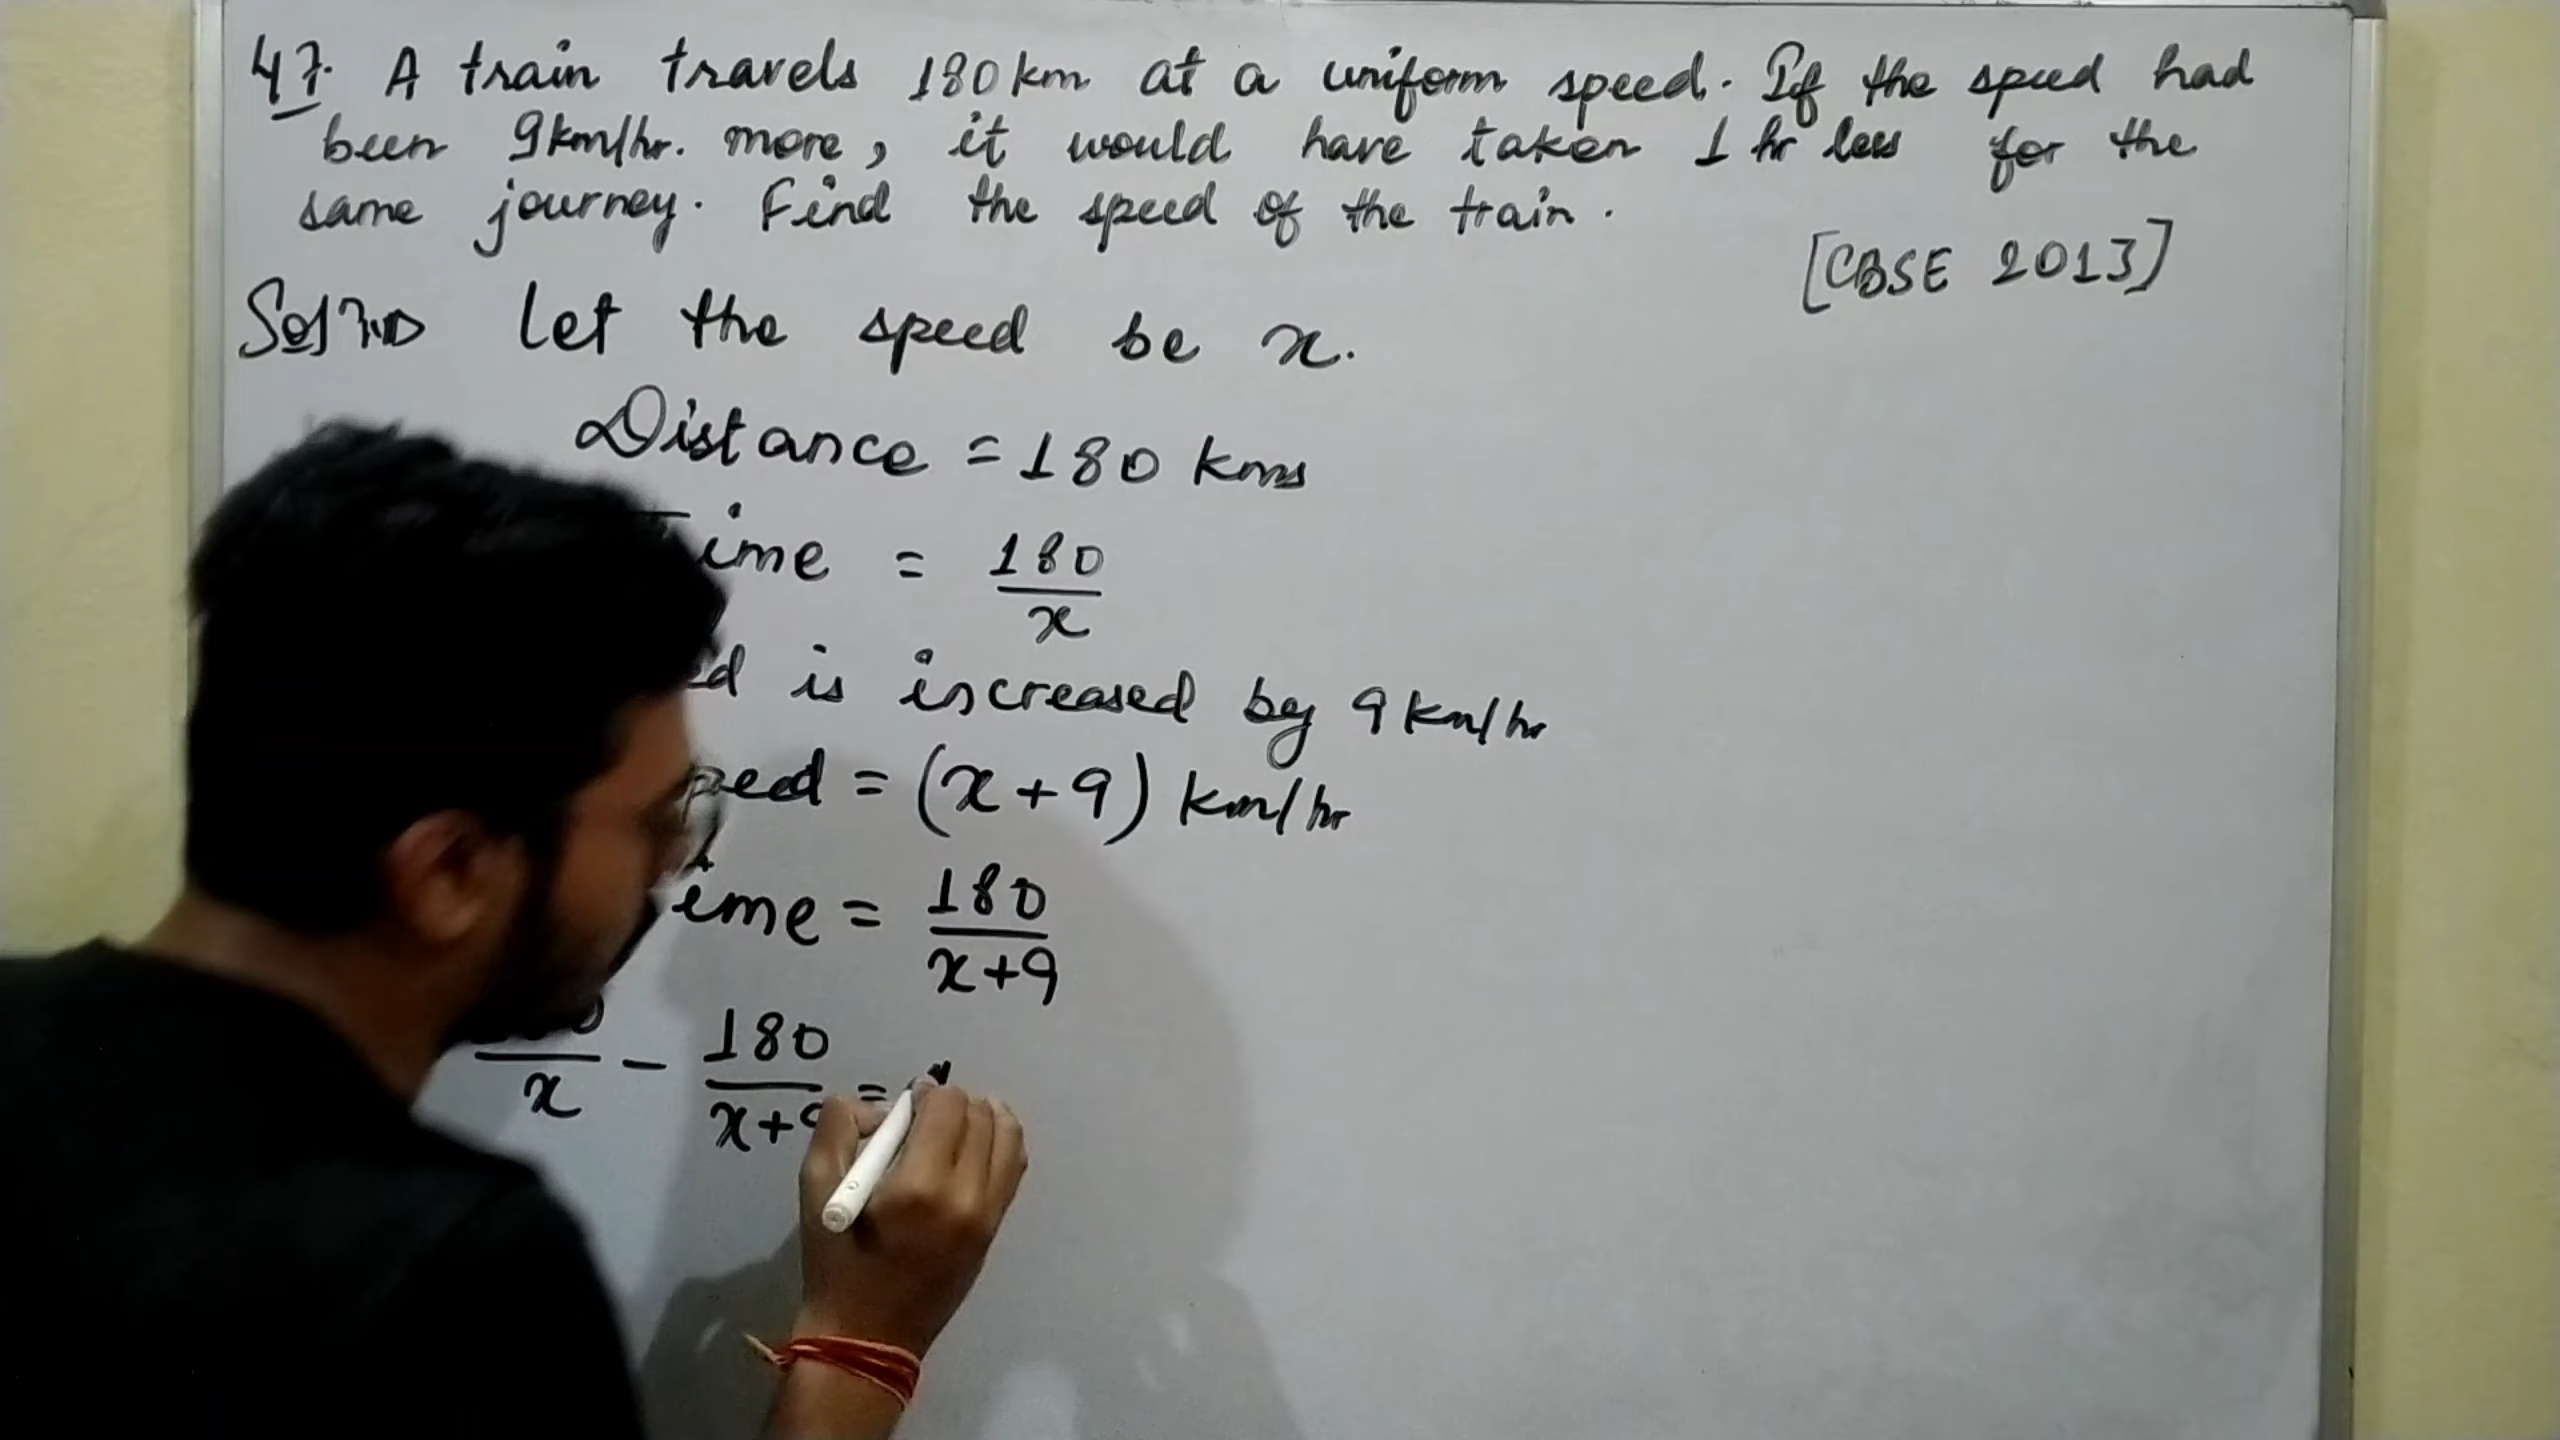 47. A train travels 180 km at a uniform speed. If the speed had
been 9 km/hr. more, it would have taken 1 hr less for the
same journey. Find the speed of the train.
[CBSE 2013]
Let the speed be x.
Distance = 180 kms
ime = 180/x
ed is increased by 9 km/hr
peed = (x+9) km/hr
ime = 180/x+9
/x - 180/x+9 =